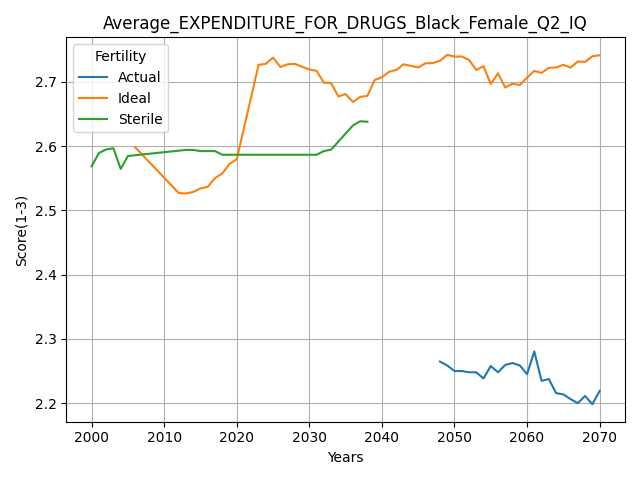 Average_EXPENDITURE_FOR_DRUGS_Black_Female_Q2_IQ
Fertility
Actual
Ideal
Sterile
2.7
2.6
2.5
2.4
2.3
2.2
Score(1-3)
2000 2010 2020 2030 2040 2050 2060 2070
Years